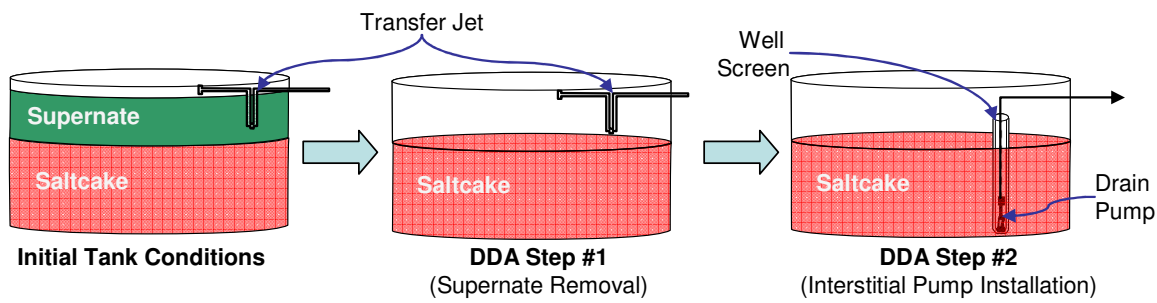 Transfer Jet
Well
Screen
Supernate
Saltcake
Saltcake
Saltcake
Drain
Pump
Initial Tank Conditions
DDA Step #1
(Supernate Removal)
DDA Step #2
(Interstitial Pump Installation)